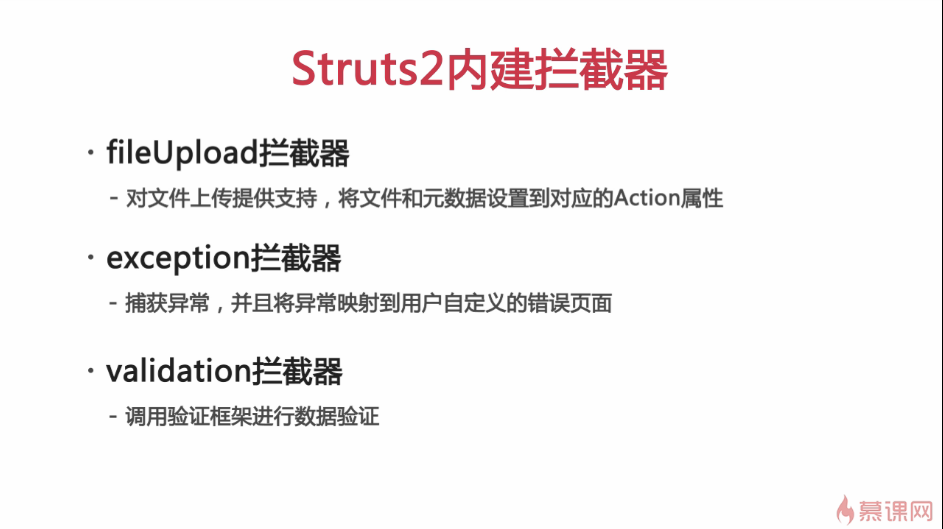 Struts2内建拦截器
· fileUpload拦截器
- 对文件上传提供支持，将文件和元数据设置到对应的Action属性
· exception拦截器
- 捕获异常，并且将异常映射到用户自定义的错误页面
· validation拦截器
- 调用验证框架进行数据验证
慕课网